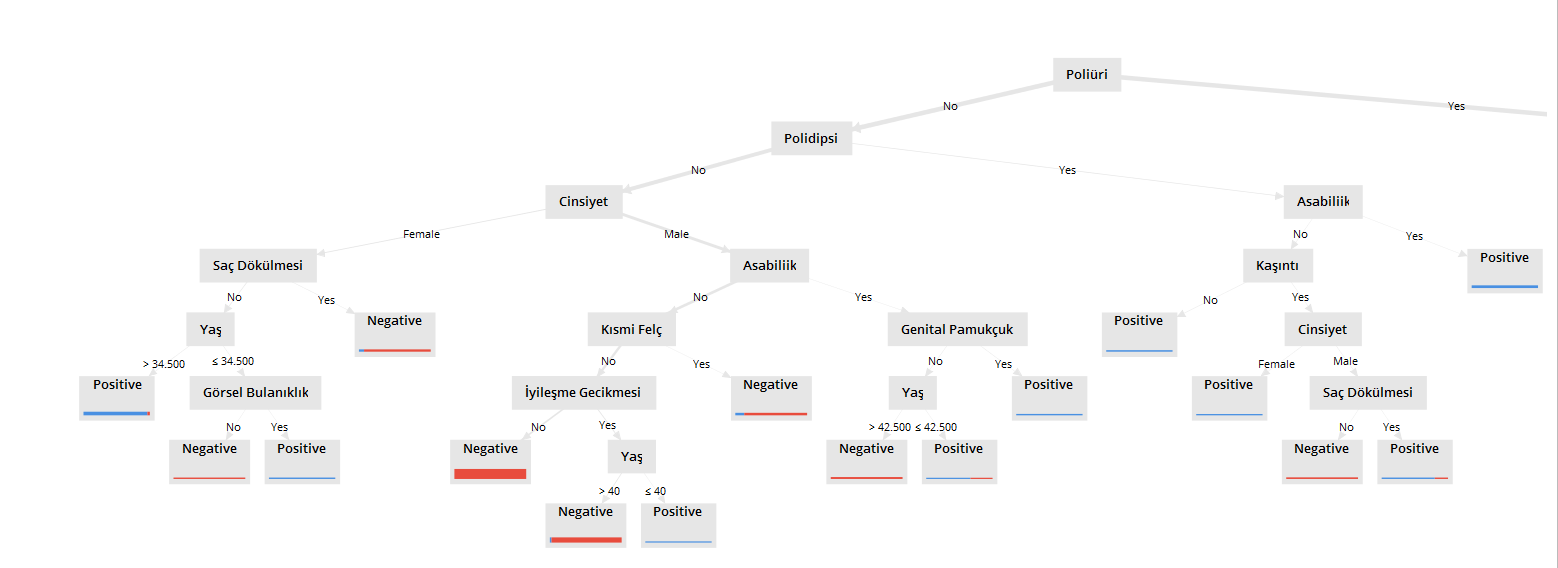 Poliüri
No
Yes
Polidipsi
No
Yes
Cinsiyet
Asabiliik
Female
Male
No
Yes
Saç Dökülmesi
Asabiliik
Kaşıntı
Positive
No
Yes
No
Yes
No
Yes
Yaş
Negative
Kısmi Felç
Genital Pamukçuk
Positive
Cinsiyet
> 34.500
≤ 34.500
No
Yes
No
Yes
Female
Male
Positive
Görsel Bulanıklık
İyileşme Gecikmesi
Negative
Yaş
Positive
Positive
Saç Dökülmesi
No
Yes
No
Yes
> 42.500
≤ 42.500
No
Yes
Negative
Positive
Negative
Yaş
Negative
Positive
Negative
Positive
> 40
≤ 40
Negative
Positive